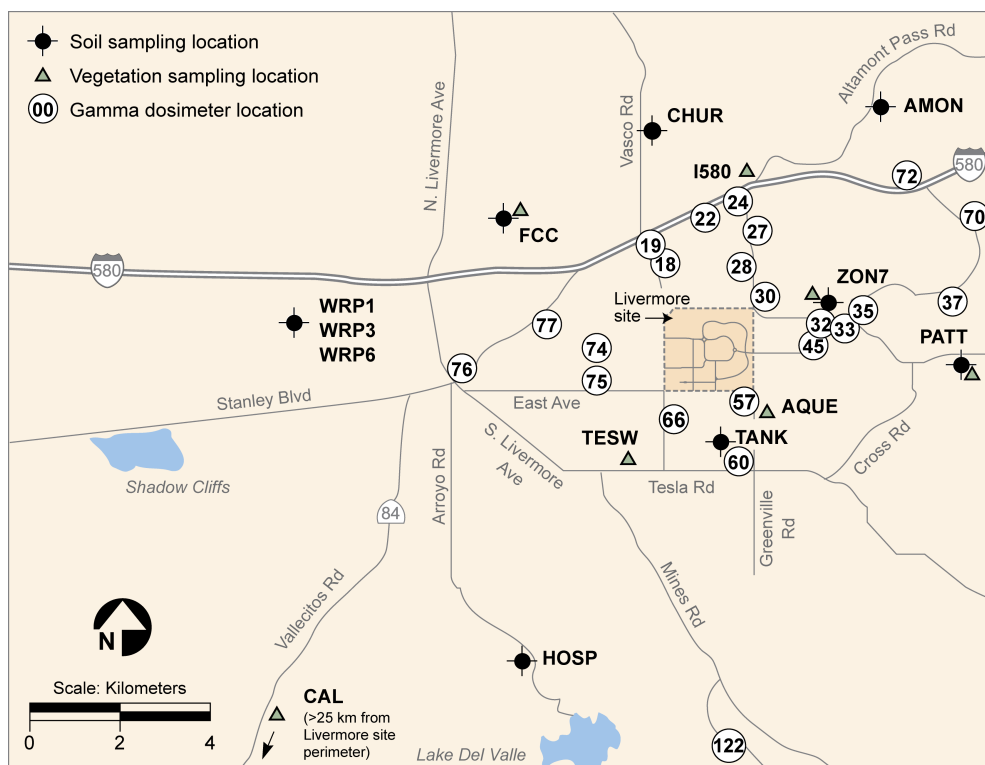 Soil sampling location
Vegetation sampling location
00 Gamma dosimeter location
N. Livermore Ave
Vasco Rd
CHUR
Altamont Pass Rd
AMON
580
I580
72
24
22
70
FCC
27
19
18
28
580
ZON7
30
37
Livermore
site
WRP1
WRP3
WRP6
77
35
32
33
45
PATT
74
76
75
Stanley Blvd
East Ave
57
AQUE
66
TESW
TANK
60
S. Livermore
Ave
Cross Rd
Shadow Cliffs
Arroyo Rd
Tesla Rd
84
Greenville
Rd
Vallecitos Rd
Mines Rd
N
HOSP
Scale: Kilometers
0 2 4
CAL
(>25 km from
Livermore site
perimeter)
Lake Del Valle
122